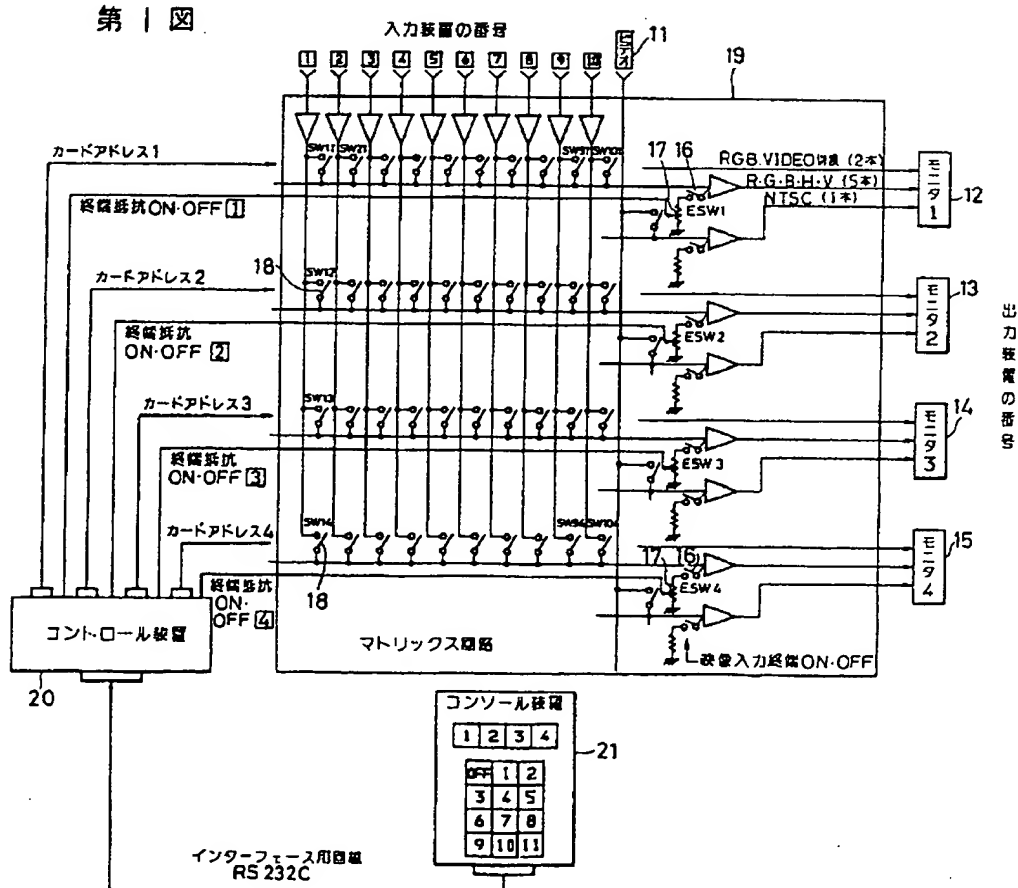 第1図
入力装置の番号
1 2 3 4 5 6 7 8 9 10
ビデオ
11
19
カードアドレス1
SW11 SW21 SW91 SW101
17 16
RGB.VIDEO切換(2本)
R・G・B・H・V(5本)
NTSC(1本)
モニタ1
12
終端抵抗ON・OFF 1
ESW1
カードアドレス2
18
SW12
モニタ2
13
終端抵抗
ON・OFF 2
ESW2
出力装置の番号
カードアドレス3
SW13
モニタ3
14
終端抵抗
ON・OFF 3
ESW3
カードアドレス4
SW14 SW94 SW104
17 16
モニタ4
15
終端抵抗
ON・
OFF 4
18
ESW4
コント・ロール装置
マトリックス回路
映像入力終端ON・OFF
20
コンソール装置
21
1 2 3 4
OFF 1 2
3 4 5
6 7 8
9 10 11
インターフェース用回線
RS232C